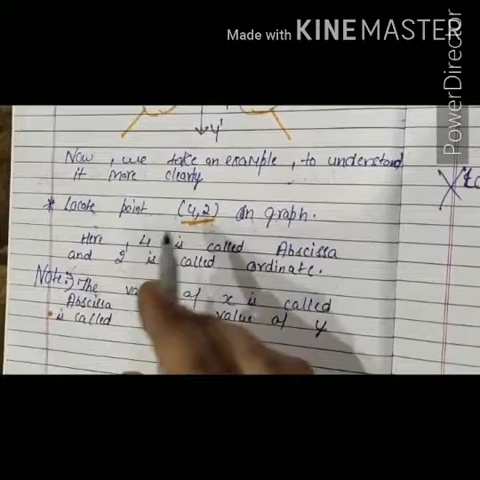 Made with KINEMASTER
PowerDirector
Y'
Now, we take an example, to understand
it more clearly
* Locate point (4,2) on graph.
Here, 4 is called Abscissa
and 2 is called ordinate.
Note:) The of x is called
Abscissa value of y
is called